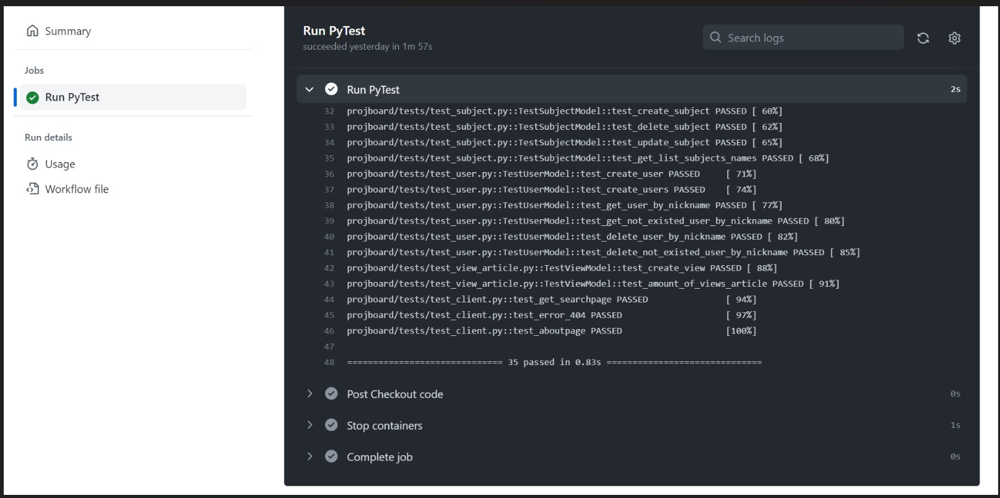 Summary
Jobs
Run PyTest
Run details
Usage
Workflow file
Run PyTest
succeeded yesterday in 1m 57s
Search logs
Run PyTest 2s
32 projboard/tests/test_subject.py::TestSubjectModel::test_create_subject PASSED [ 60%]
33 projboard/tests/test_subject.py::TestSubjectModel::test_delete_subject PASSED [ 62%]
34 projboard/tests/test_subject.py::TestSubjectModel::test_update_subject PASSED [ 65%]
35 projboard/tests/test_subject.py::TestSubjectModel::test_get_list_subjects_names PASSED [ 68%]
36 projboard/tests/test_user.py::TestUserModel::test_create_user PASSED     [ 71%]
37 projboard/tests/test_user.py::TestUserModel::test_create_users PASSED    [ 74%]
38 projboard/tests/test_user.py::TestUserModel::test_get_user_by_nickname PASSED [ 77%]
39 projboard/tests/test_user.py::TestUserModel::test_get_not_existed_user_by_nickname PASSED [ 80%]
40 projboard/tests/test_user.py::TestUserModel::test_delete_user_by_nickname PASSED [ 82%]
41 projboard/tests/test_user.py::TestUserModel::test_delete_not_existed_user_by_nickname PASSED [ 85%]
42 projboard/tests/test_view_article.py::TestViewModel::test_create_view PASSED [ 88%]
43 projboard/tests/test_view_article.py::TestViewModel::test_amount_of_views_article PASSED [ 91%]
44 projboard/tests/test_client.py::test_get_searchpage PASSED               [ 94%]
45 projboard/tests/test_client.py::test_error_404 PASSED                    [ 97%]
46 projboard/tests/test_client.py::test_aboutpage PASSED                    [100%]
47
48 ============================== 35 passed in 0.83s ==============================
Post Checkout code 0s
Stop containers 1s
Complete job 0s